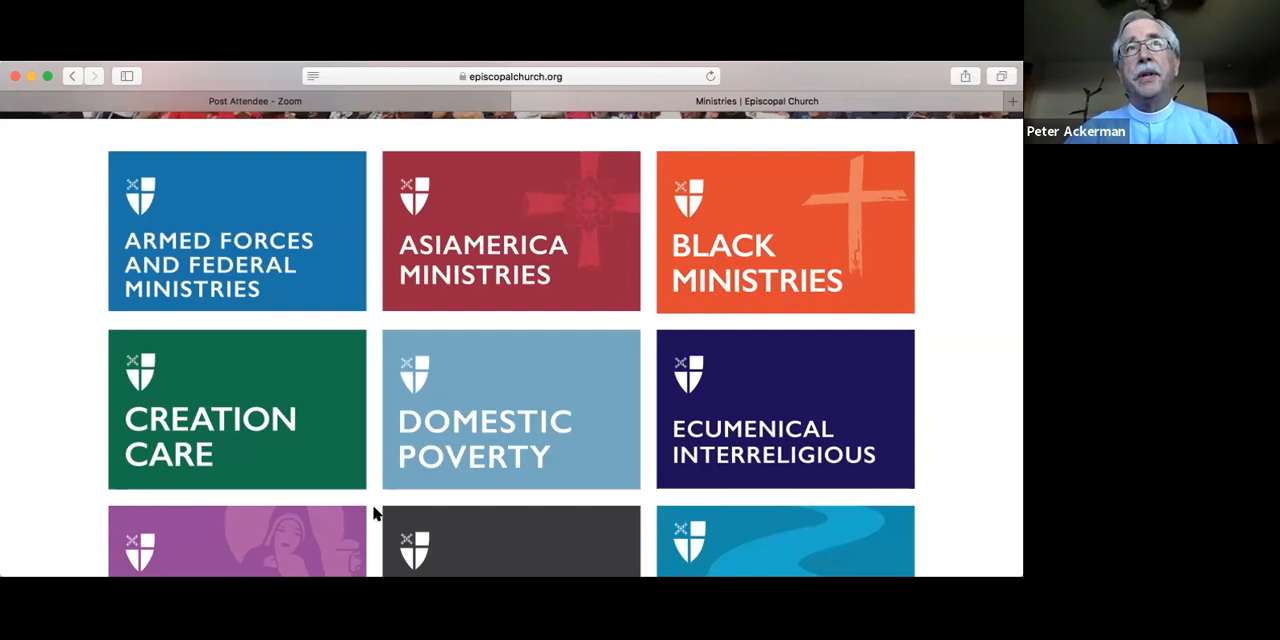 episcopalchurch.org
Post Attendee - Zoom
Ministries | Episcopal Church
Peter Ackerman
ARMED FORCES
AND FEDERAL
MINISTRIES
ASIAMERICA
MINISTRIES
BLACK
MINISTRIES
CREATION
CARE
DOMESTIC
POVERTY
ECUMENICAL
INTERRELIGIOUS